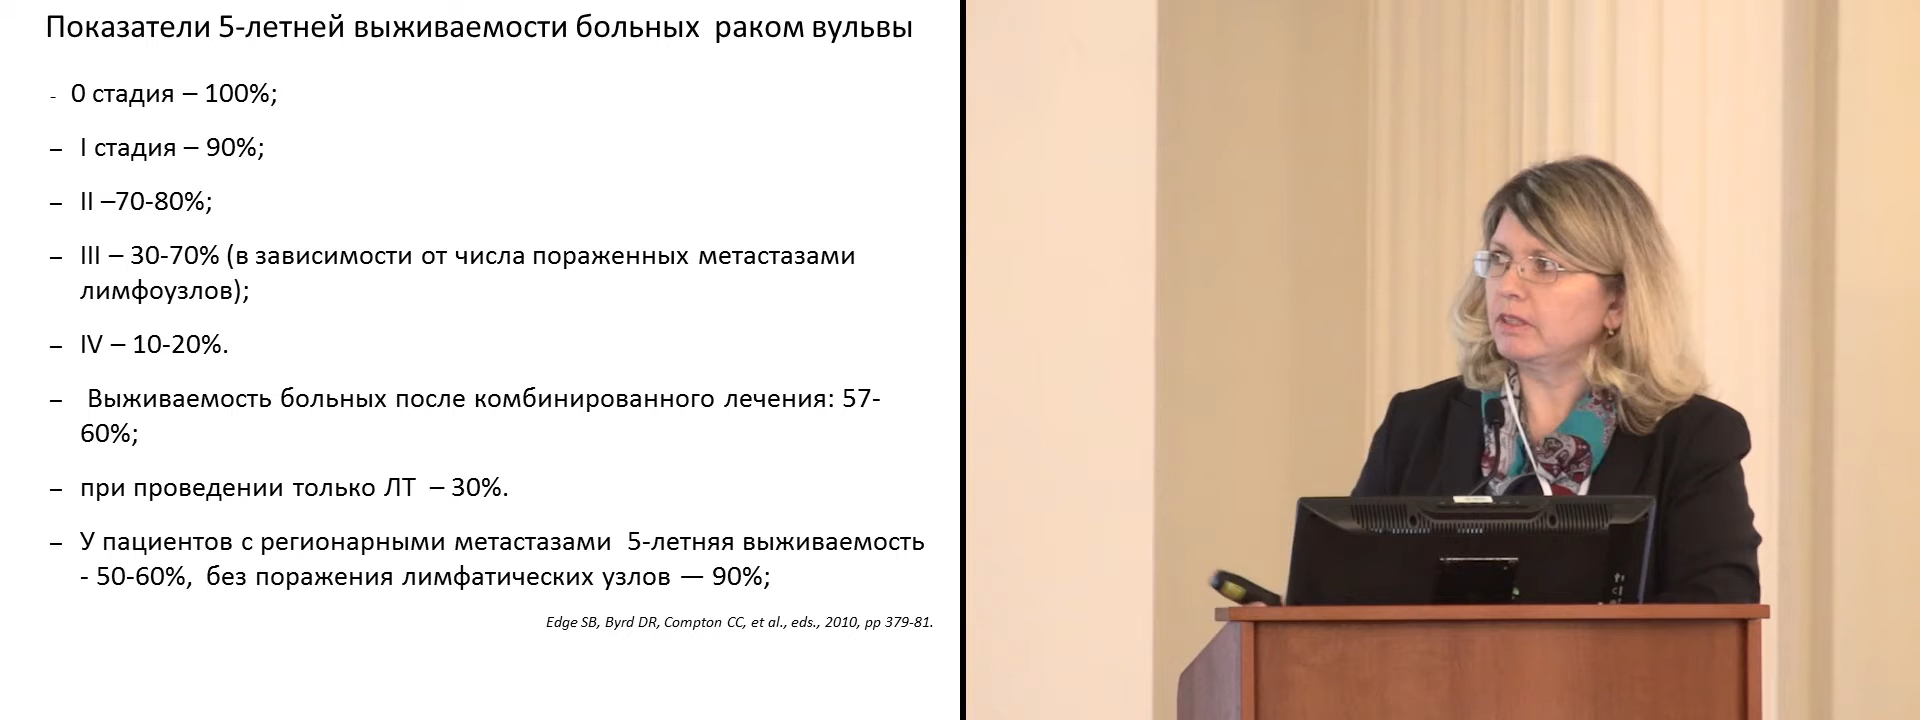 Показатели 5-летней выживаемости больных раком вульвы
- 0 стадия – 100%;
– I стадия – 90%;
– II –70-80%;
– III – 30-70% (в зависимости от числа пораженных метастазами
лимфоузлов);
– IV – 10-20%.
– Выживаемость больных после комбинированного лечения: 57-
60%;
– при проведении только ЛТ – 30%.
– У пациентов с регионарными метастазами 5-летняя выживаемость
- 50-60%, без поражения лимфатических узлов — 90%;
Edge SB, Byrd DR, Compton CC, et al., eds., 2010, pp 379-81.